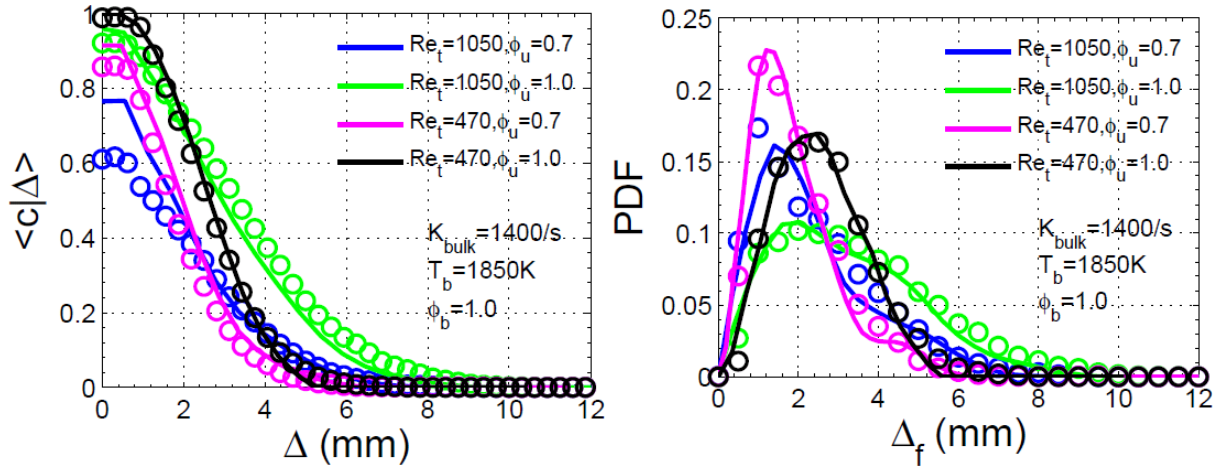 1
0.8
0.6
0.4
0.2
0
0 2 4 6 8 10 12
<c|Δ>
Δ (mm)
Re_t=1050,ϕ_u=0.7
Re_t=1050,ϕ_u=1.0
Re_t=470,ϕ_u=0.7
Re_t=470,ϕ_u=1.0
K_bulk=1400/s
T_b=1850K
ϕ_b=1.0
0.25
0.20
0.15
0.10
0.05
0
0 2 4 6 8 10 12
PDF
Δ_f (mm)
Re_t=1050,ϕ_u=0.7
Re_t=1050,ϕ_u=1.0
Re_t=470,ϕ_u=0.7
Re_t=470,ϕ_u=1.0
K_bulk=1400/s
T_b=1850K
ϕ_b=1.0